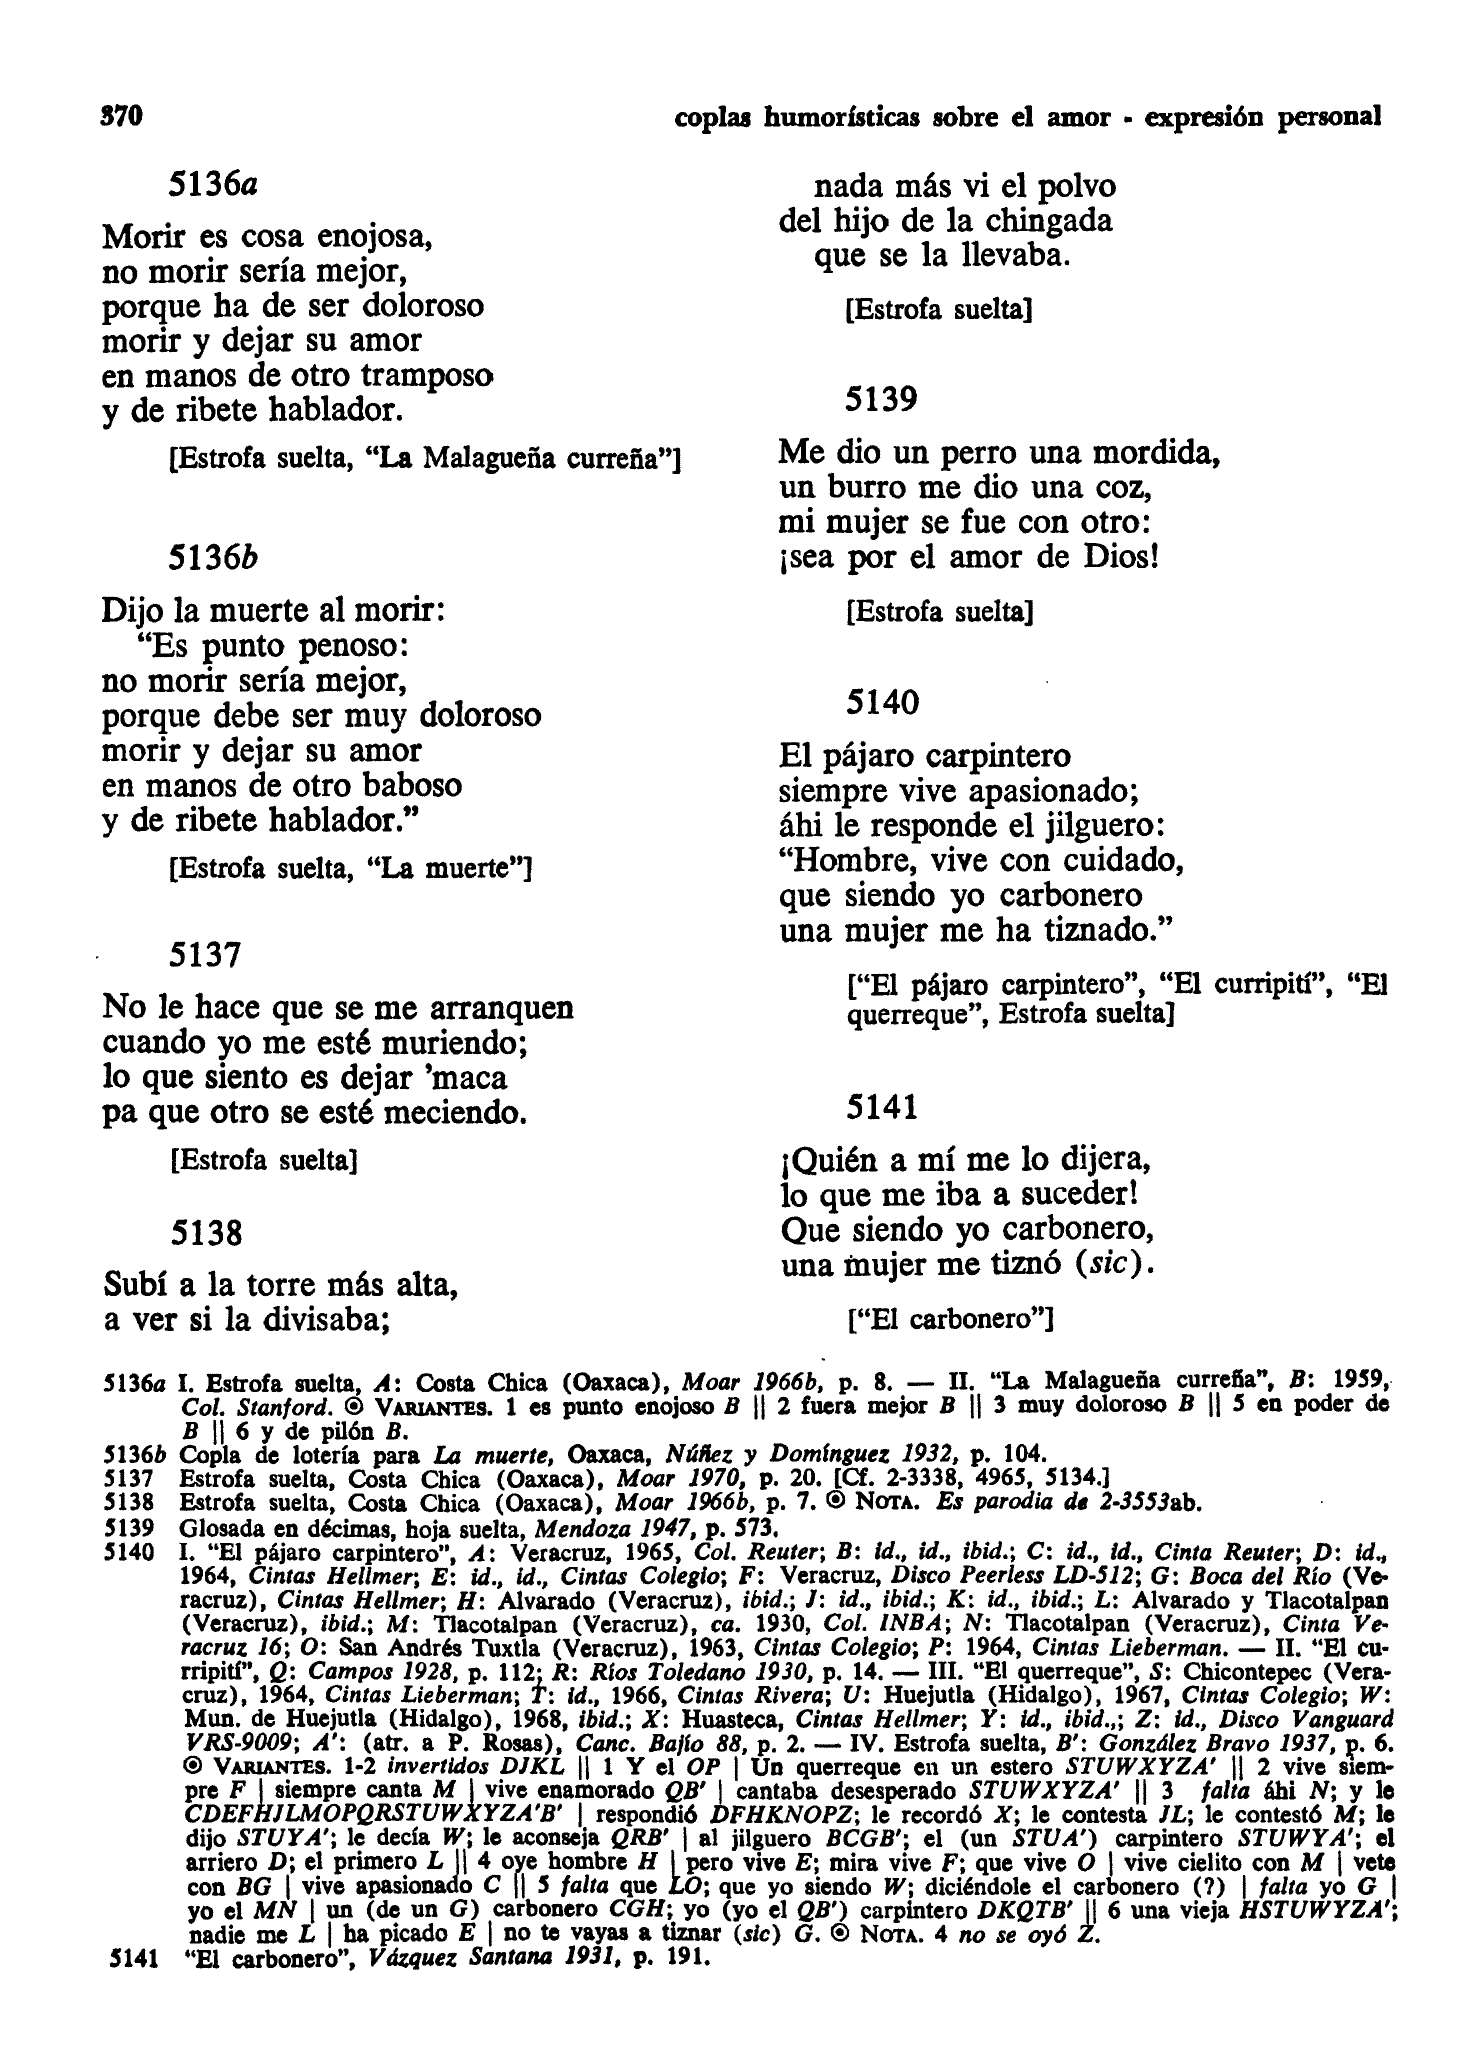 370
coplas humorísticas sobre el amor - expresión personal
5136a
Morir es cosa enojosa,
no morir sería mejor,
porque ha de ser doloroso
morir y dejar su amor
en manos de otro tramposo
y de ribete hablador.
[Estrofa suelta, “La Malagueña curreña”]
5136b
Dijo la muerte al morir:
“Es punto penoso:
no morir sería mejor,
porque debe ser muy doloroso
morir y dejar su amor
en manos de otro baboso
y de ribete hablador.”
[Estrofa suelta, “La muerte”]
5137
No le hace que se me arranquen
cuando yo me esté muriendo;
lo que siento es dejar ’maca
pa que otro se esté meciendo.
[Estrofa suelta]
5138
Subí a la torre más alta,
a ver si la divisaba;
nada más vi el polvo
del hijo de la chingada
que se la llevaba.
[Estrofa suelta]
5139
Me dio un perro una mordida,
un burro me dio una coz,
mi mujer se fue con otro:
¡sea por el amor de Dios!
[Estrofa suelta]
5140
El pájaro carpintero
siempre vive apasionado;
áhi le responde el jilguero:
“Hombre, vive con cuidado,
que siendo yo carbonero
una mujer me ha tiznado.”
[“El pájaro carpintero”, “El curripití”, “El
querreque”, Estrofa suelta]
5141
¡Quién a mí me lo dijera,
lo que me iba a suceder!
Que siendo yo carbonero,
una mujer me tiznó (sic).
[“El carbonero”]
5136a I. Estrofa suelta, A: Costa Chica (Oaxaca), Moar 1966b, p. 8. — II. “La Malagueña curreña”, B: 1959,
Col. Stanford. ⊙ VARIANTES. 1 es punto enojoso B || 2 fuera mejor B || 3 muy doloroso B || 5 en poder de
B || 6 y de pilón B.
5136b Copla de lotería para La muerte, Oaxaca, Núñez y Domínguez 1932, p. 104.
5137 Estrofa suelta, Costa Chica (Oaxaca), Moar 1970, p. 20. [Cf. 2-3338, 4965, 5134.]
5138 Estrofa suelta, Costa Chica (Oaxaca), Moar 1966b, p. 7. ⊙ NOTA. Es parodia de 2-3553ab.
5139 Glosada en décimas, hoja suelta, Mendoza 1947, p. 573.
5140 I. “El pájaro carpintero”, A: Veracruz, 1965, Col. Reuter; B: id., id., ibid.; C: id., id., Cinta Reuter; D: id.,
1964, Cintas Hellmer; E: id., id., Cintas Colegio; F: Veracruz, Disco Peerless LD-512; G: Boca del Río (Ve-
racruz), Cintas Hellmer; H: Alvarado (Veracruz), ibid.; J: id., ibid.; K: id., ibid.; L: Alvarado y Tlacotalpan
(Veracruz), ibid.; M: Tlacotalpan (Veracruz), ca. 1930, Col. INBA; N: Tlacotalpan (Veracruz), Cinta Ve-
racruz 16; O: San Andrés Tuxtla (Veracruz), 1963, Cintas Colegio; P: 1964, Cintas Lieberman. — II. “El cu-
rripití”, Q: Campos 1928, p. 112; R: Ríos Toledano 1930, p. 14. — III. “El querreque”, S: Chicontepec (Vera-
cruz), 1964, Cintas Lieberman; T: id., 1966, Cintas Rivera; U: Huejutla (Hidalgo), 1967, Cintas Colegio; W:
Mun. de Huejutla (Hidalgo), 1968, ibid.; X: Huasteca, Cintas Hellmer; Y: id., ibid.,; Z: id., Disco Vanguard
VRS-9009; A': (atr. a P. Rosas), Canc. Bajío 88, p. 2. — IV. Estrofa suelta, B': González Bravo 1937, p. 6.
⊙ VARIANTES. 1-2 invertidos DJKL || 1 Y el OP | Un querreque en un estero STUWXYZA' || 2 vive siem-
pre F | siempre canta M | vive enamorado QB' | cantaba desesperado STUWXYZA' || 3 falta áhi N; y le
CDEFHJLMOPQRSTUWXYZA'B' | respondió DFHKNOPZ; le recordó X; le contesta JL; le contestó M; le
dijo STUYA'; le decía W; le aconseja QRB' | al jilguero BCGB'; el (un STUA') carpintero STUWYA'; el
arriero D; el primero L || 4 oye hombre H | pero vive E; mira vive F; que vive O | vive cielito con M | vete
con BG | vive apasionado C || 5 falta que LO; que yo siendo W; diciéndole el carbonero (?) | falta yo G |
yo el MN | un (de un G) carbonero CGH; yo (yo el QB') carpintero DKQTB' || 6 una vieja HSTUWYZA';
nadie me L | ha picado E | no te vayas a tiznar (sic) G. ⊙ NOTA. 4 no se oyó Z.
5141 “El carbonero”, Vázquez Santana 1931, p. 191.